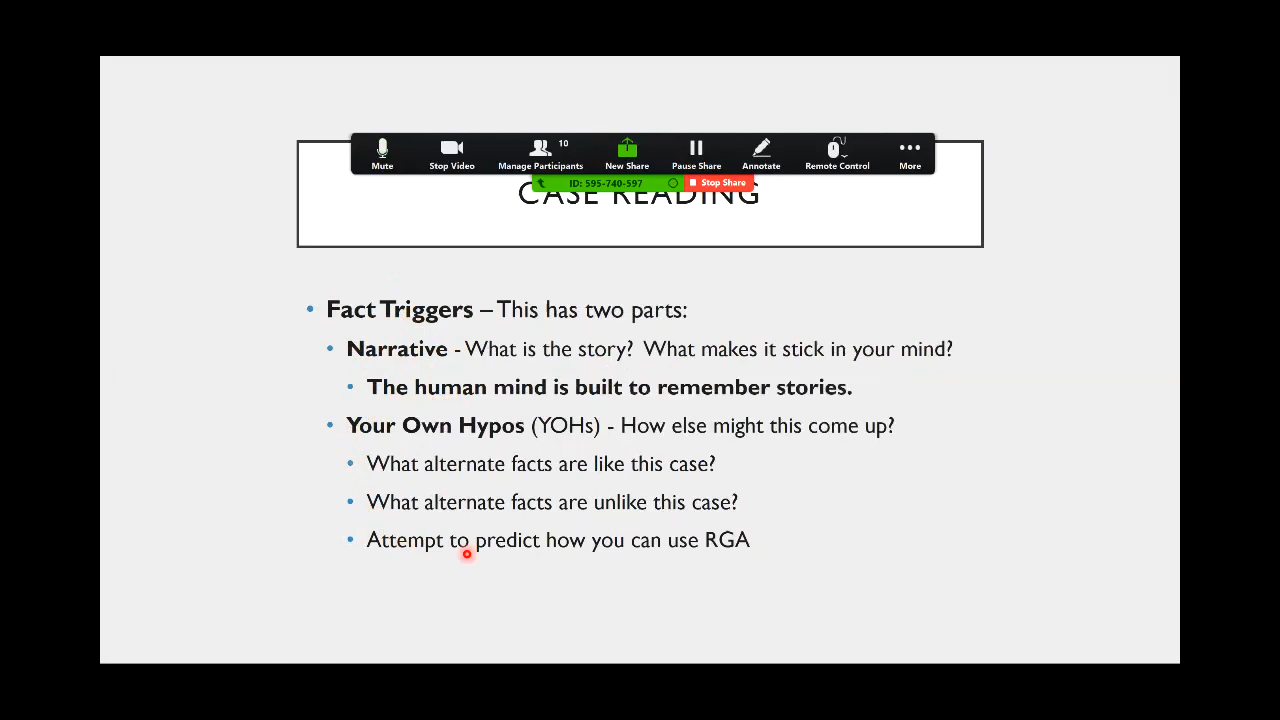 10
Mute
Stop Video
Manage Participants
New Share
Pause Share
Annotate
Remote Control
More
ID: 595-740-597
Stop Share
CASE READING
• Fact Triggers – This has two parts:
• Narrative - What is the story? What makes it stick in your mind?
• The human mind is built to remember stories.
• Your Own Hypos (YOHs) - How else might this come up?
• What alternate facts are like this case?
• What alternate facts are unlike this case?
• Attempt to predict how you can use RGA